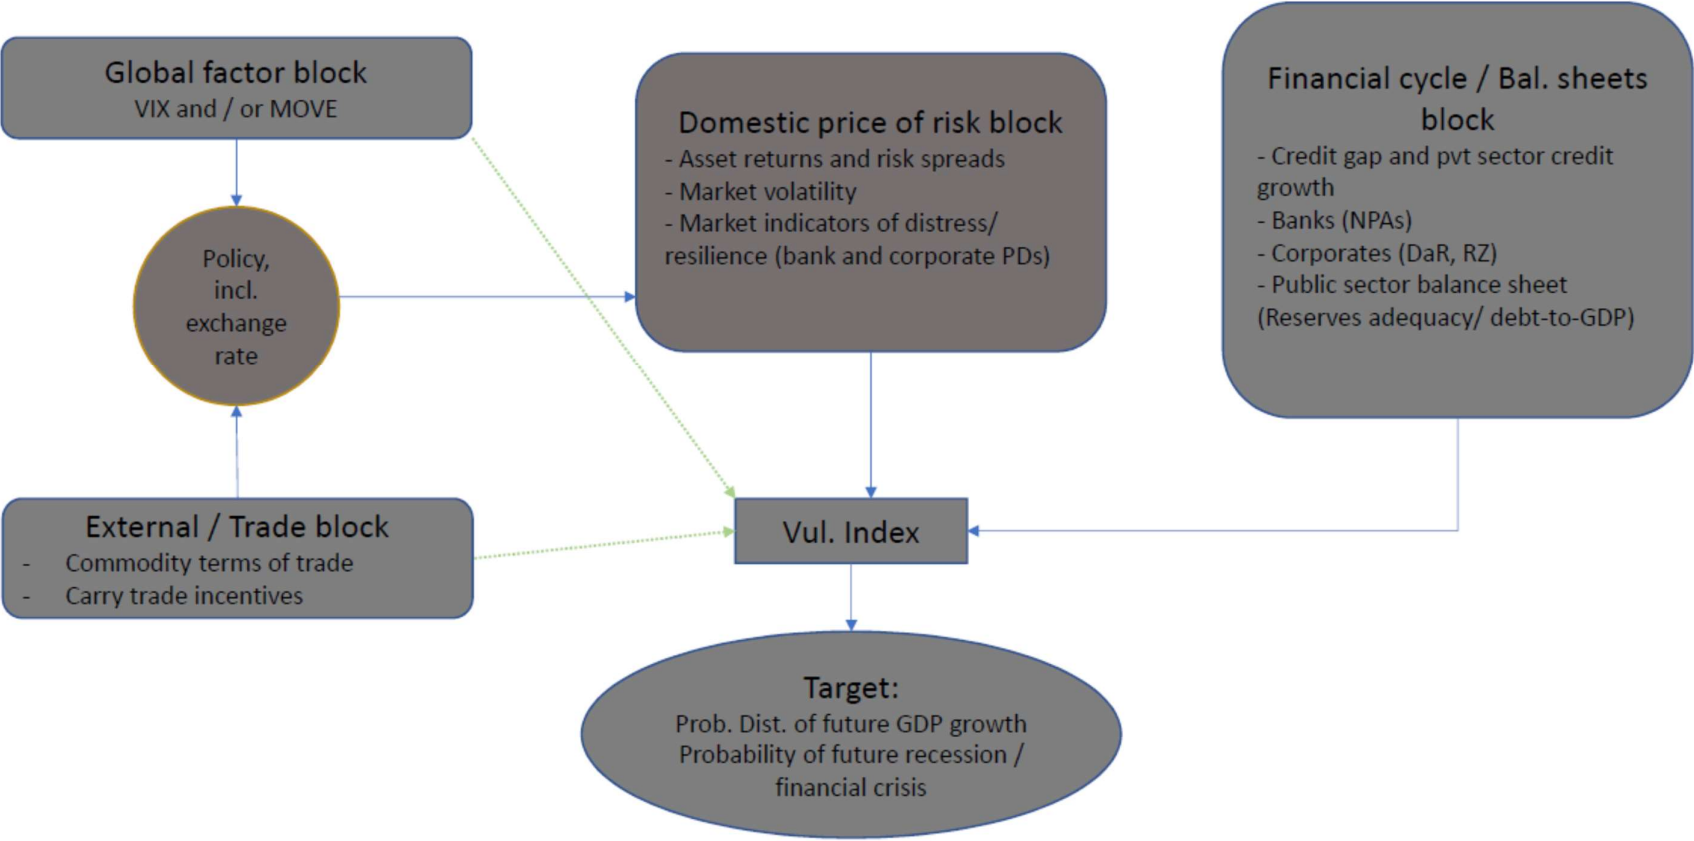 Global factor block
VIX and / or MOVE
Policy,
incl.
exchange
rate
External / Trade block
- Commodity terms of trade
- Carry trade incentives
Domestic price of risk block
- Asset returns and risk spreads
- Market volatility
- Market indicators of distress/
resilience (bank and corporate PDs)
Financial cycle / Bal. sheets
block
- Credit gap and pvt sector credit
growth
- Banks (NPAs)
- Corporates (DaR, RZ)
- Public sector balance sheet
(Reserves adequacy/ debt-to-GDP)
Vul. Index
Target:
Prob. Dist. of future GDP growth
Probability of future recession /
financial crisis